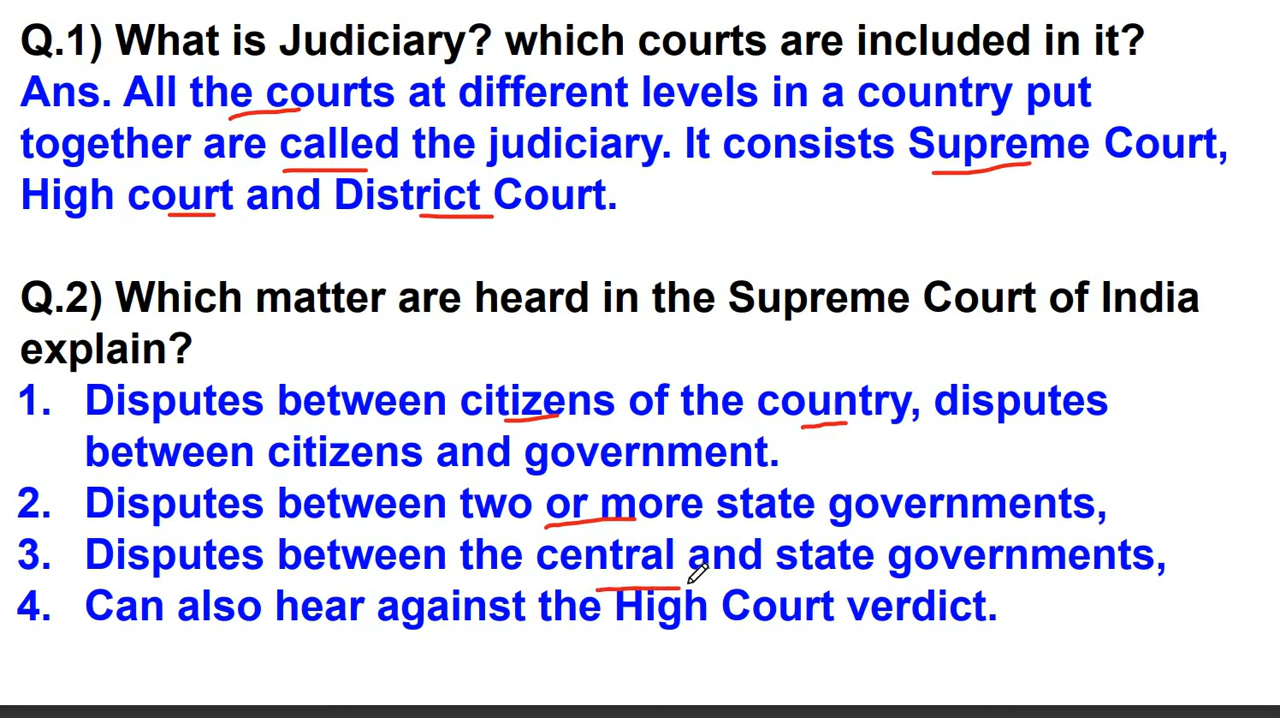 Q.1) What is Judiciary? which courts are included in it?
Ans. All the courts at different levels in a country put
together are called the judiciary. It consists Supreme Court,
High court and District Court.
Q.2) Which matter are heard in the Supreme Court of India
explain?
1. Disputes between citizens of the country, disputes
between citizens and government.
2. Disputes between two or more state governments,
3. Disputes between the central and state governments,
4. Can also hear against the High Court verdict.